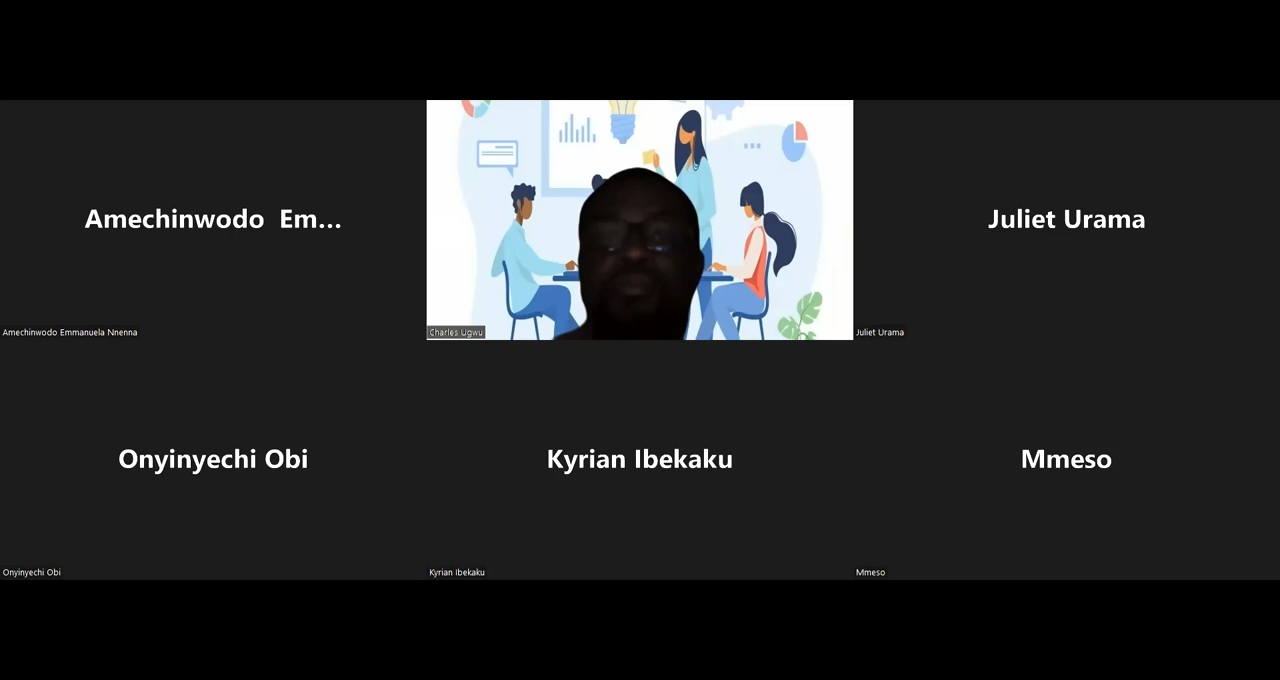 Amechinwodo  Em...
Juliet Urama
Amechinwodo Emmanuela Nnenna
Charles Ugwu
Juliet Urama
Onyinyechi Obi
Kyrian Ibekaku
Mmeso
Onyinyechi Obi
Kyrian Ibekaku
Mmeso